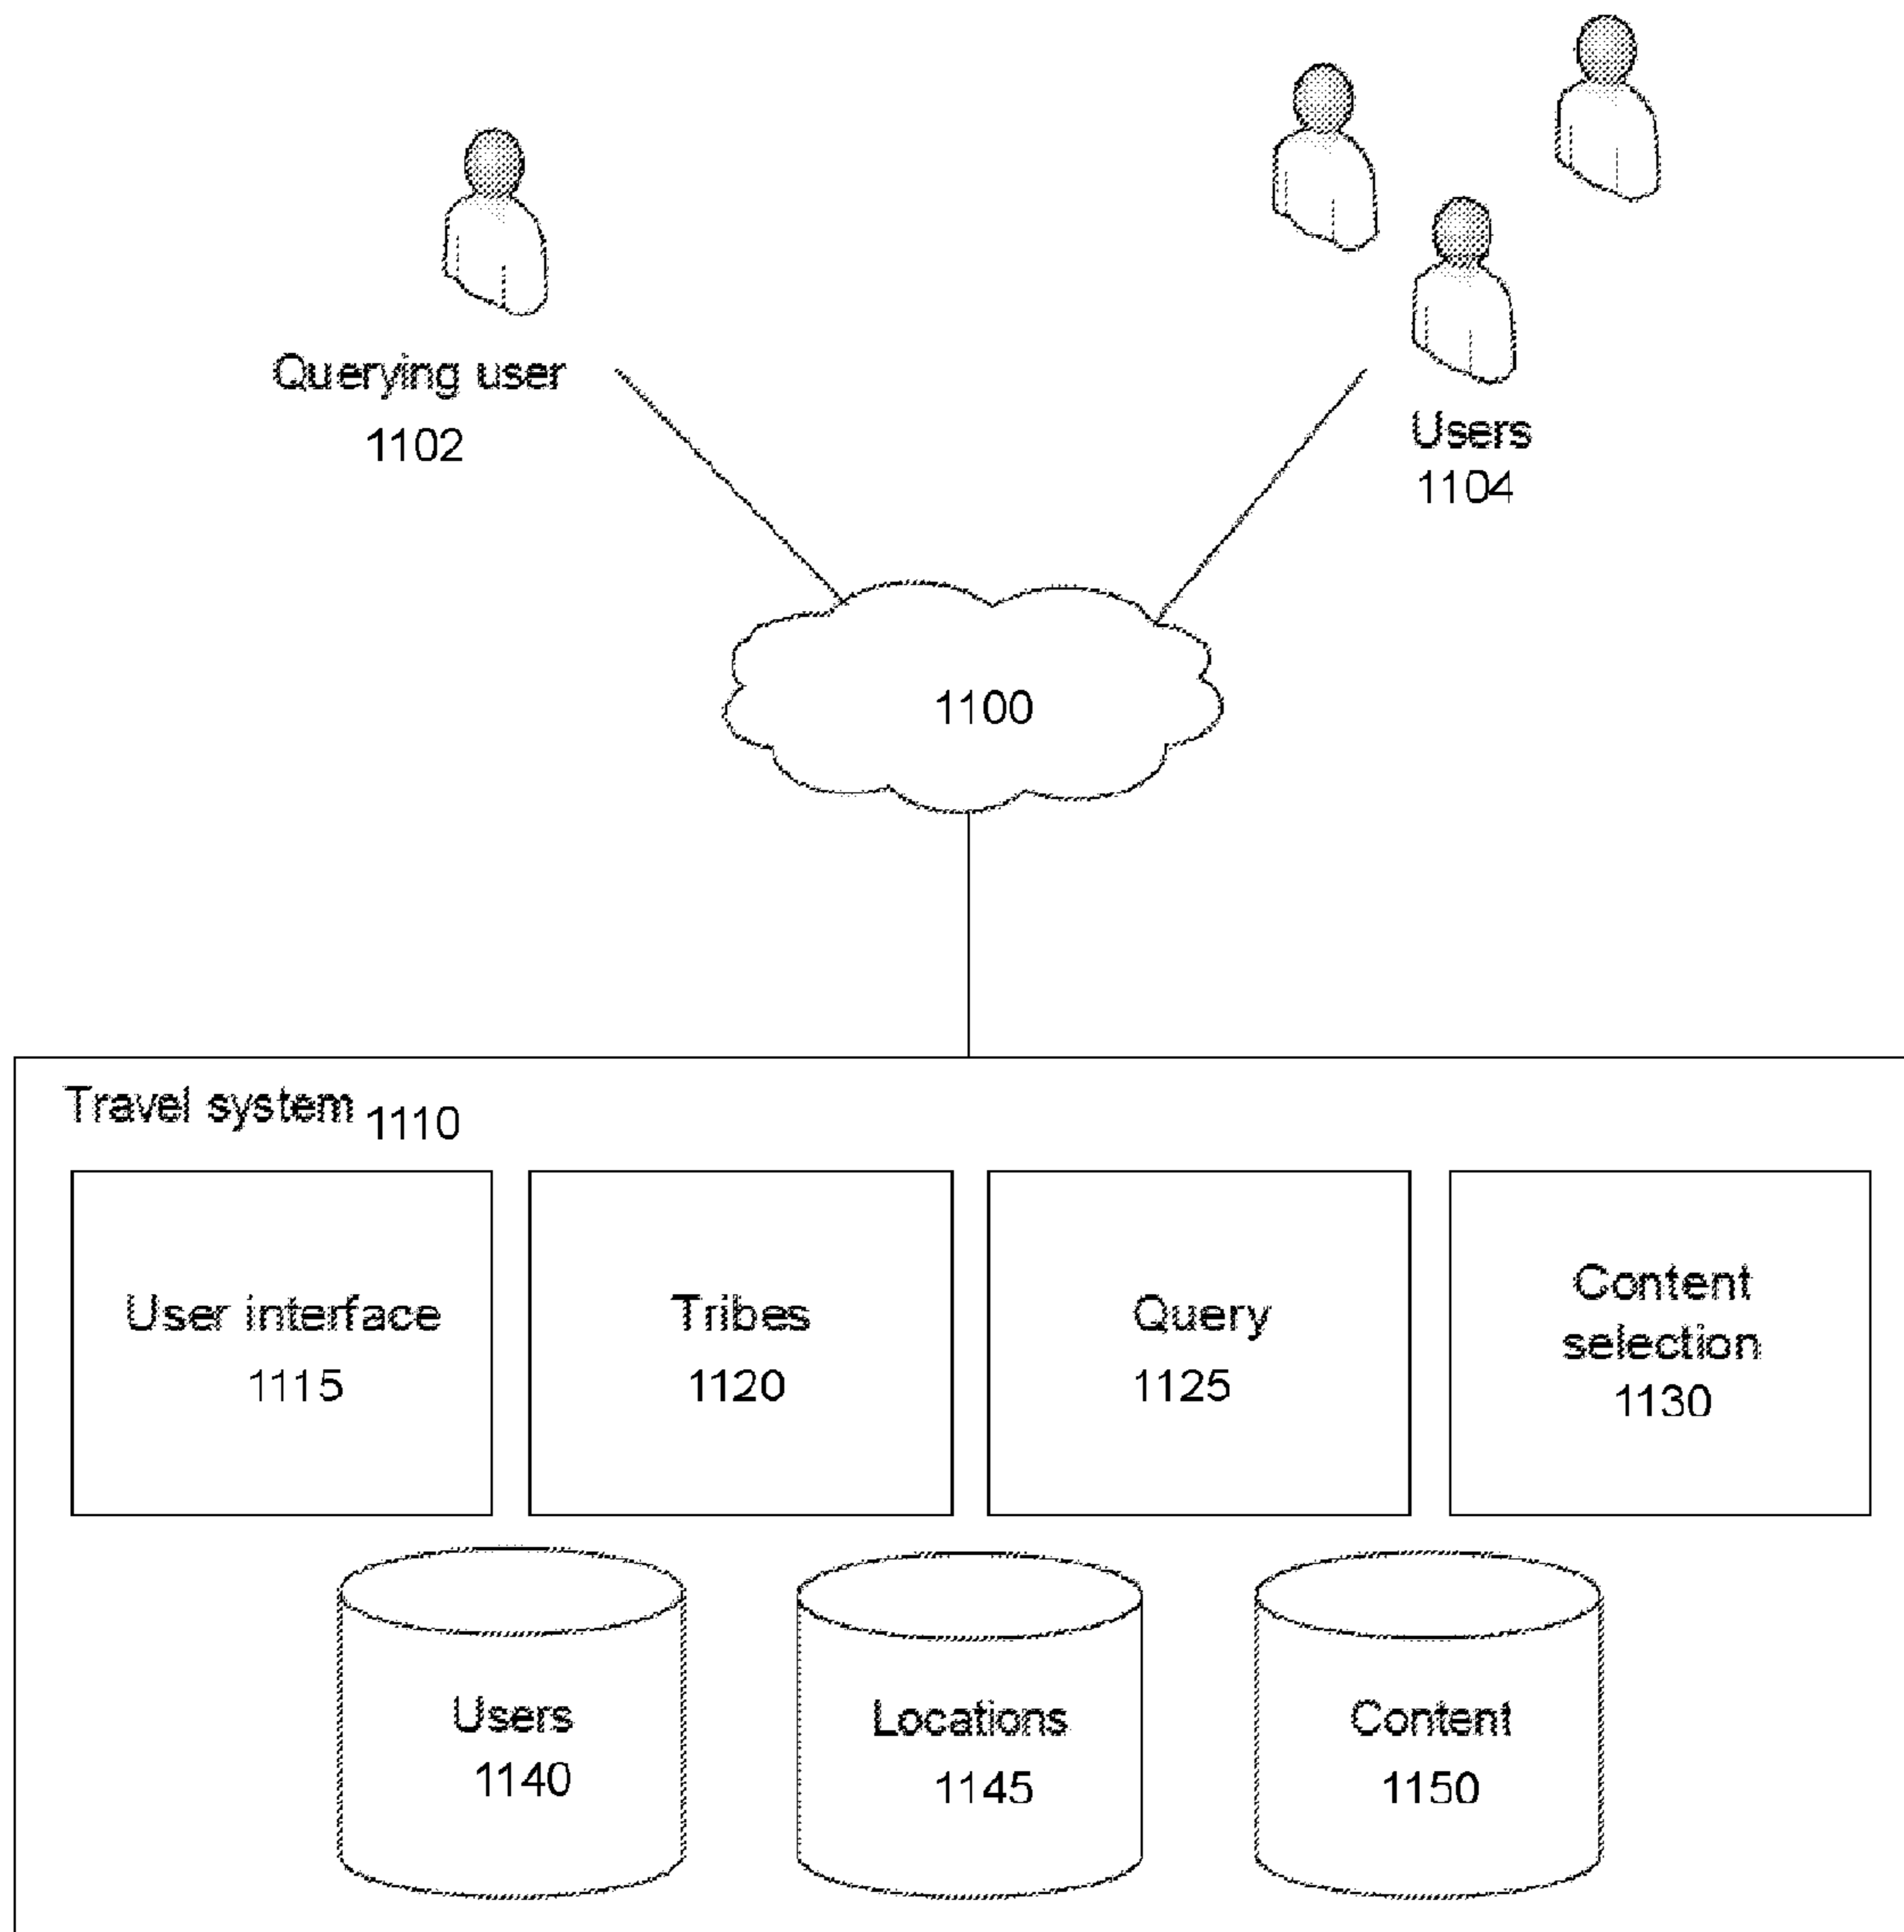 Querying user
1102
Users
1104
1100
Travel system 1110
User interface
1115
Tribes
1120
Query
1125
Content
selection
1130
Users
1140
Locations
1145
Content
1150